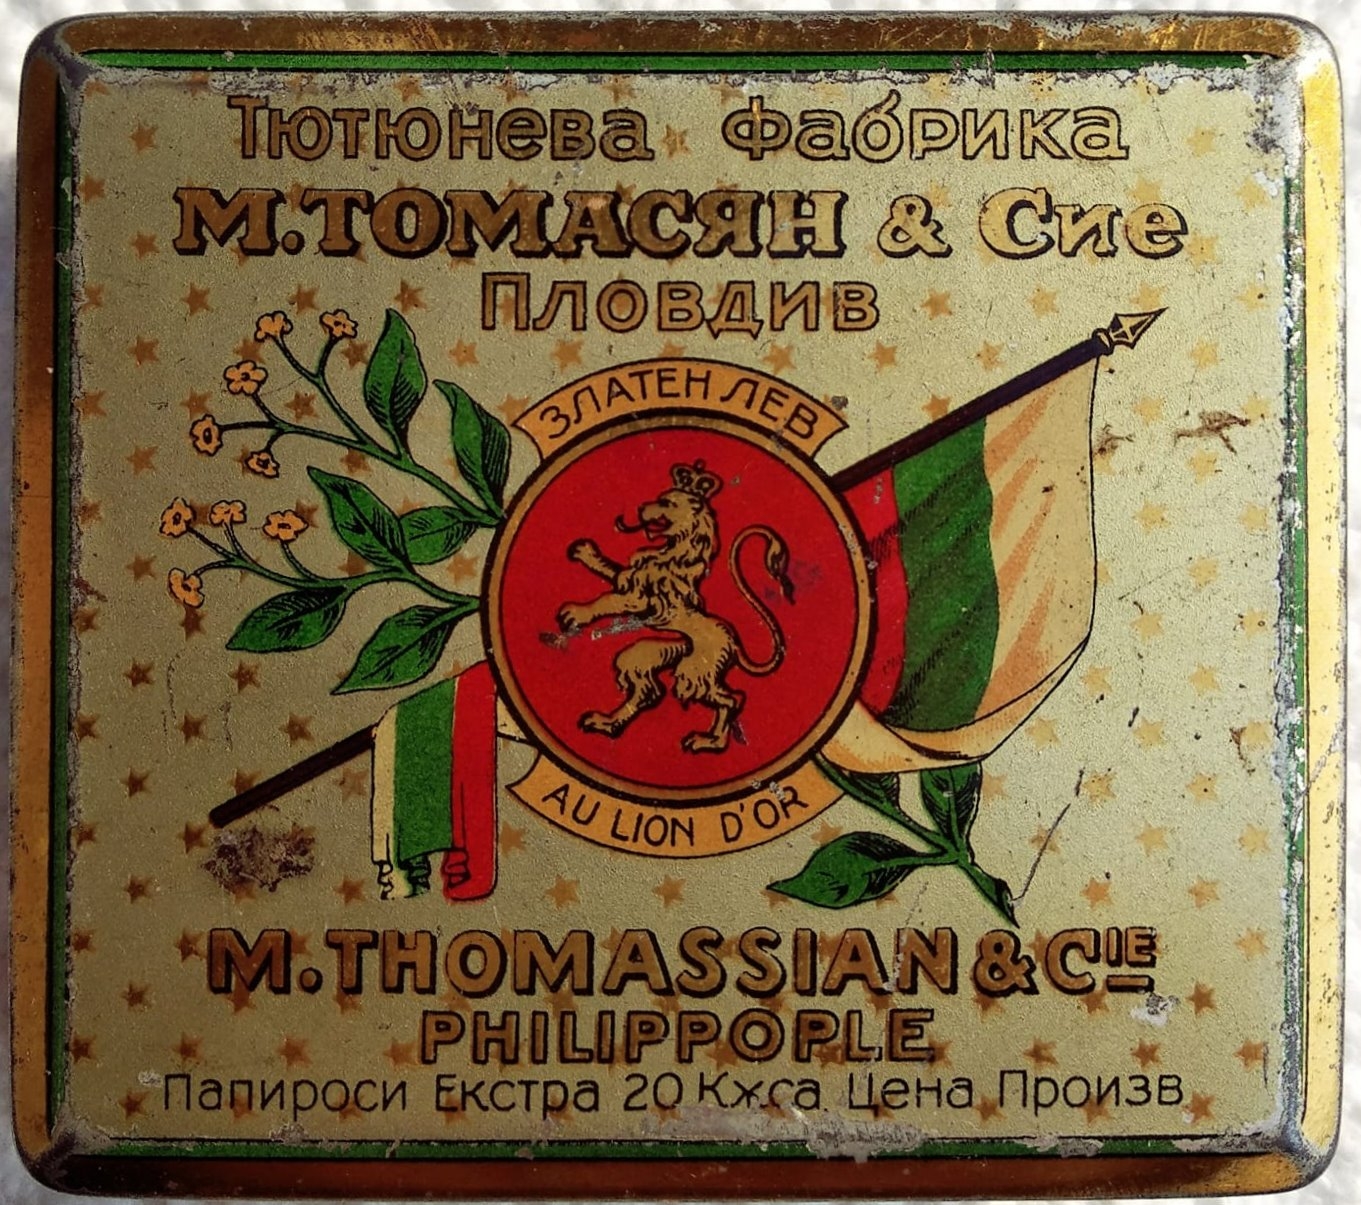 Тютюнева Фабрика
М.ТОМАСЯН & Сие
Пловдив
ЗЛАТЕН ЛЕВ
AU LION D'OR
M.THOMASSIAN & CIE
PHILIPPOPLE
Папироси Екстра 20 Кжса Цена Произв